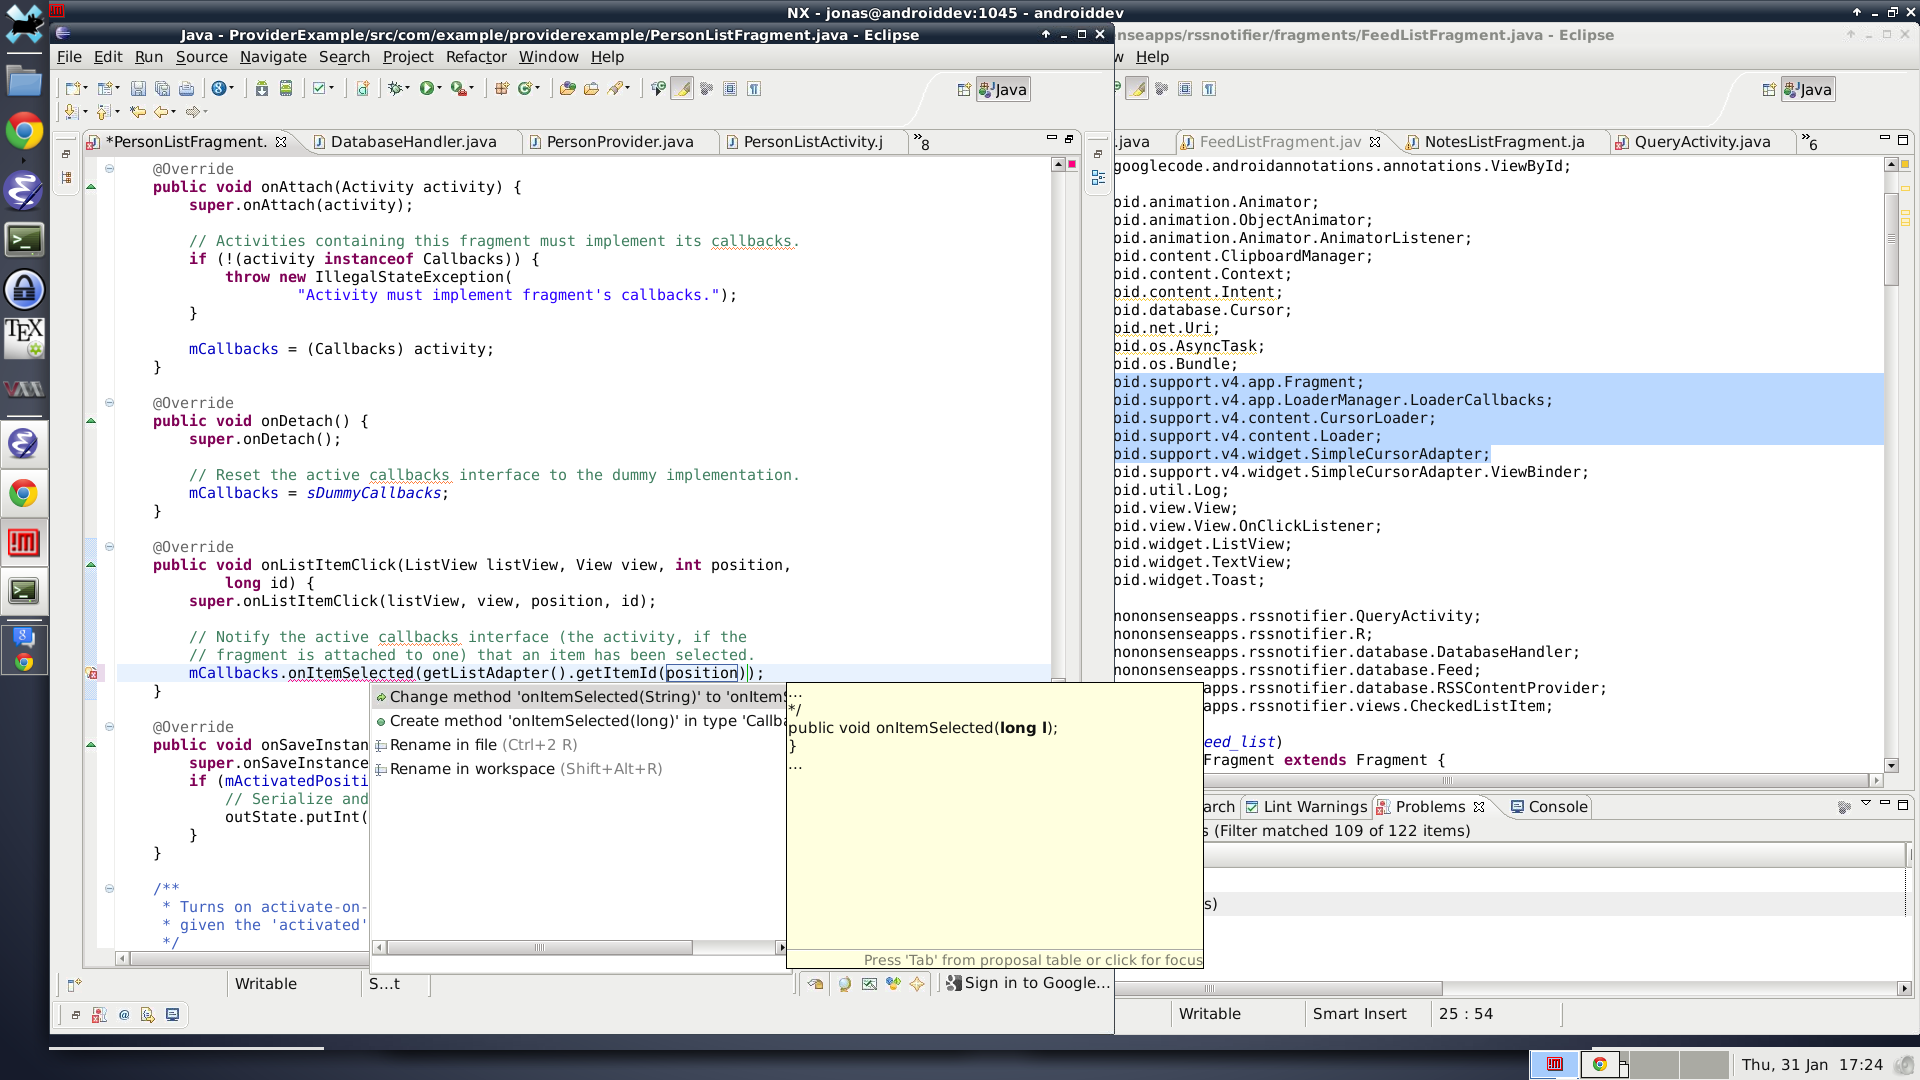 NX - jonas@androiddev:1045 - androiddev
Java - ProviderExample/src/com/example/providerexample/PersonListFragment.java - Eclipse
File Edit Run Source Navigate Search Project Refactor Window Help
Java
*PersonListFragment. DatabaseHandler.java PersonProvider.java PersonListActivity.j »8
@Override
public void onAttach(Activity activity) {
super.onAttach(activity);
// Activities containing this fragment must implement its callbacks.
if (!(activity instanceof Callbacks)) {
throw new IllegalStateException(
"Activity must implement fragment's callbacks.");
}
mCallbacks = (Callbacks) activity;
}
@Override
public void onDetach() {
super.onDetach();
// Reset the active callbacks interface to the dummy implementation.
mCallbacks = sDummyCallbacks;
}
@Override
public void onListItemClick(ListView listView, View view, int position,
long id) {
super.onListItemClick(listView, view, position, id);
// Notify the active callbacks interface (the activity, if the
// fragment is attached to one) that an item has been selected.
mCallbacks.onItemSelected(getListAdapter().getItemId(position));
}
@Override
public void onSaveInstan
super.onSaveInstance
if (mActivatedPositi
// Serialize and
outState.putInt(
}
}
/**
* Turns on activate-on-
* given the 'activated'
*/
Change method 'onItemSelected(String)' to 'onItemS
Create method 'onItemSelected(long)' in type 'Callba
Rename in file (Ctrl+2 R)
Rename in workspace (Shift+Alt+R)
...
*/
public void onItemSelected(long l);
}
...
Press 'Tab' from proposal table or click for focus
Writable S...t Sign in to Google...
nseapps/rssnotifier/fragments/FeedListFragment.java - Eclipse
w Help
Java
.java FeedListFragment.jav NotesListFragment.ja QueryActivity.java »6
googlecode.androidannotations.annotations.ViewById;
oid.animation.Animator;
oid.animation.ObjectAnimator;
oid.animation.Animator.AnimatorListener;
oid.content.ClipboardManager;
oid.content.Context;
oid.content.Intent;
oid.database.Cursor;
oid.net.Uri;
oid.os.AsyncTask;
oid.os.Bundle;
oid.support.v4.app.Fragment;
oid.support.v4.app.LoaderManager.LoaderCallbacks;
oid.support.v4.content.CursorLoader;
oid.support.v4.content.Loader;
oid.support.v4.widget.SimpleCursorAdapter;
oid.support.v4.widget.SimpleCursorAdapter.ViewBinder;
oid.util.Log;
oid.view.View;
oid.view.View.OnClickListener;
oid.widget.ListView;
oid.widget.TextView;
oid.widget.Toast;
nononsenseapps.rssnotifier.QueryActivity;
nononsenseapps.rssnotifier.R;
nononsenseapps.rssnotifier.database.DatabaseHandler;
nononsenseapps.rssnotifier.database.Feed;
nononsenseapps.rssnotifier.database.RSSContentProvider;
nononsenseapps.rssnotifier.views.CheckedListItem;
eed_list)
Fragment extends Fragment {
arch Lint Warnings Problems Console
s (Filter matched 109 of 122 items)
s)
Writable Smart Insert 25 : 54
TEX
Thu, 31 Jan 17:24